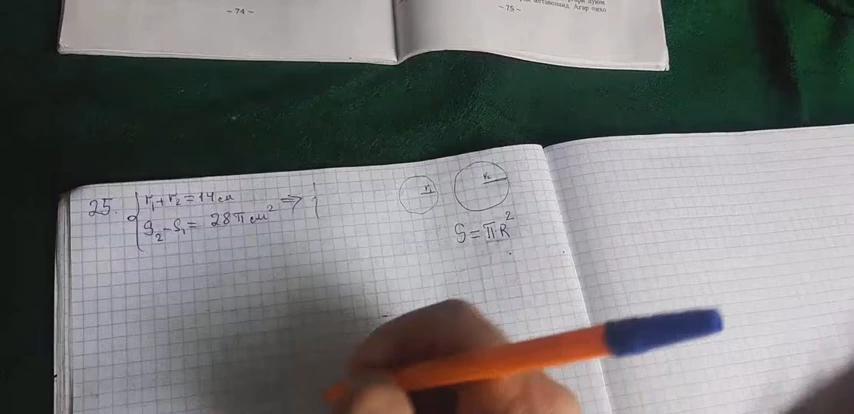 – 74 –
– 75 –
25. { r₁ + r₂ = 14 см ⇒ {
S₂ – S₁ = 28π см²
r₁
r₂
S = πR²